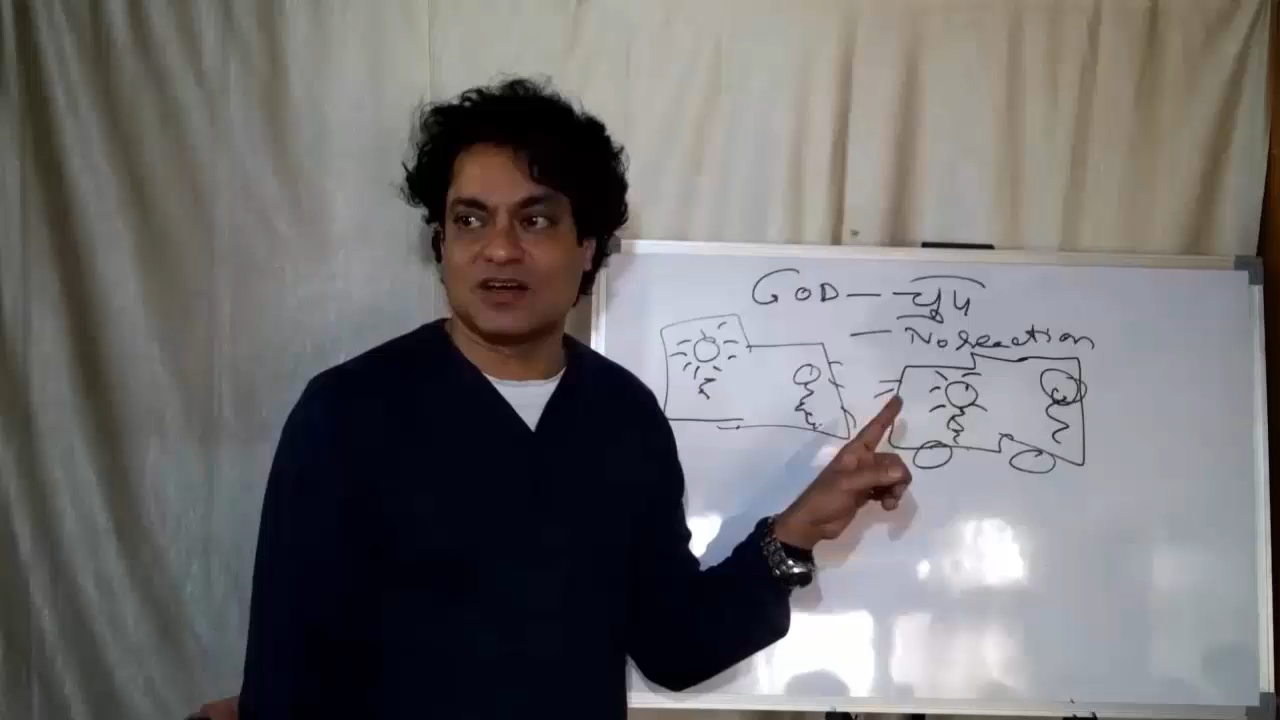 GOD — — चुप
— No reaction